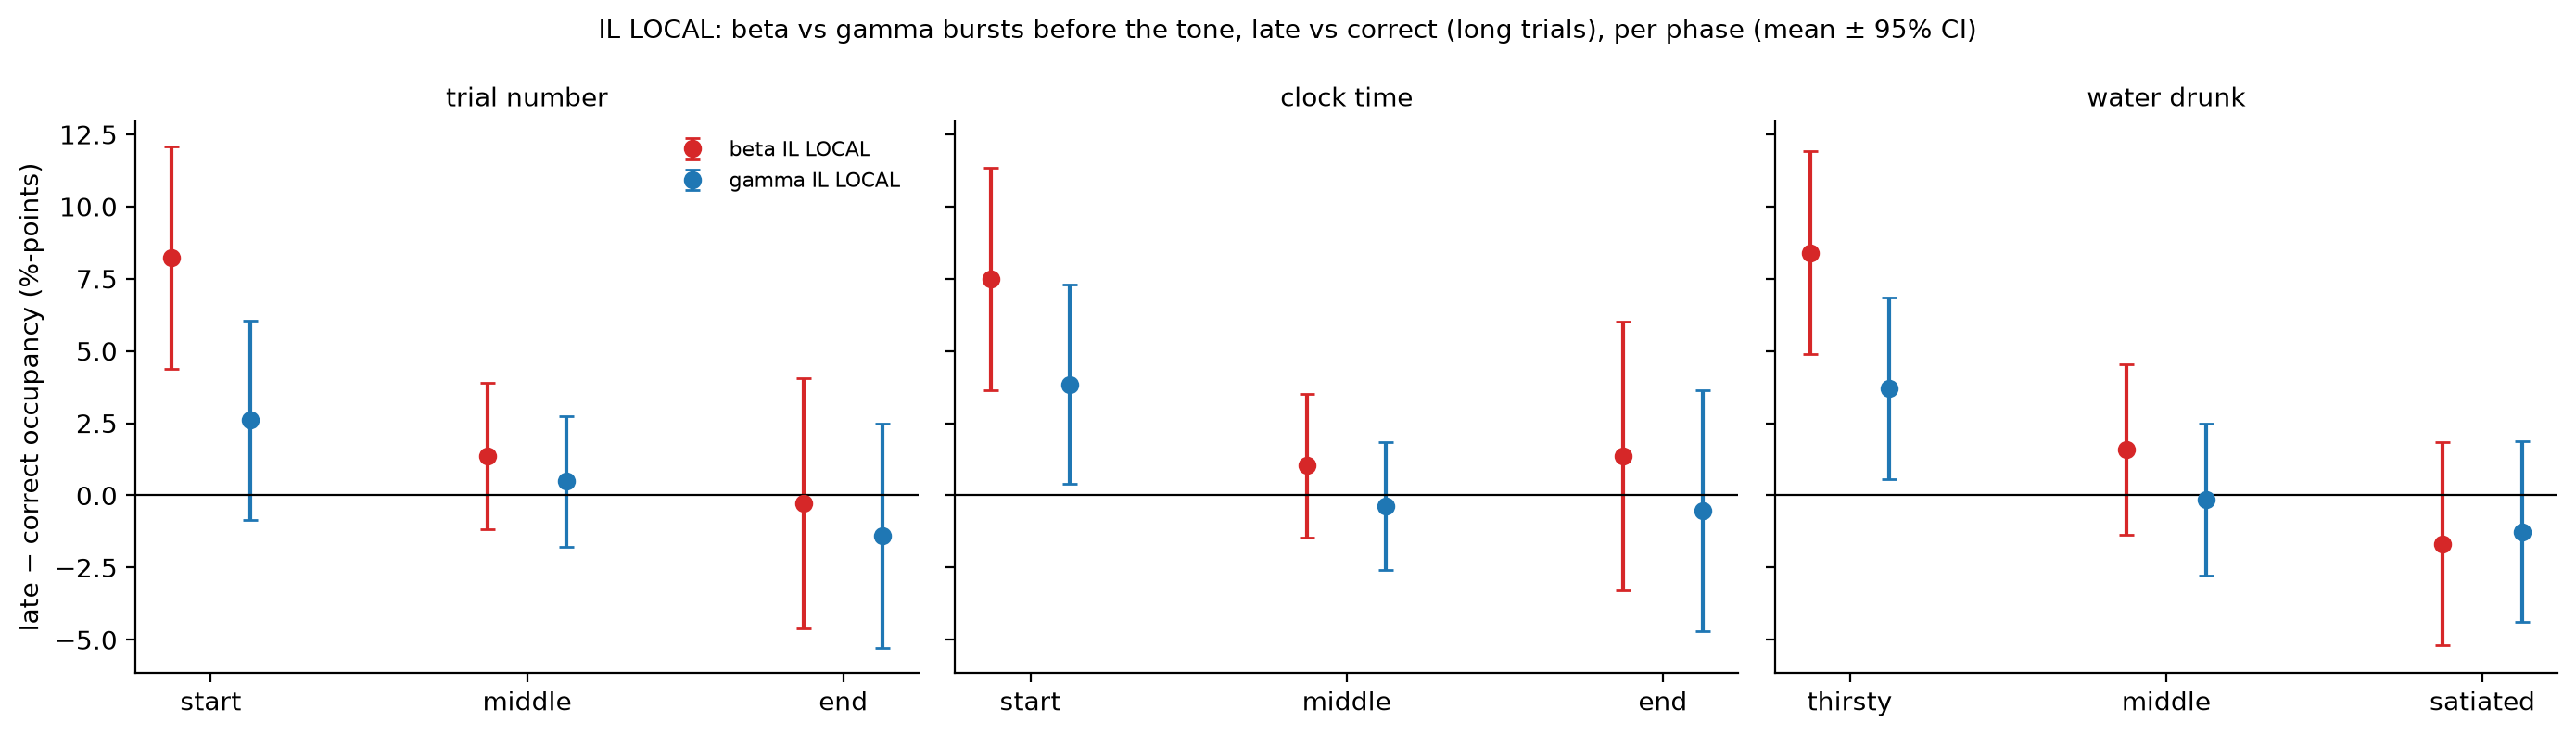 IL LOCAL: beta vs gamma bursts before the tone, late vs correct (long trials), per phase (mean ± 95% CI)
trial number
clock time
water drunk
late − correct occupancy (%-points)
12.5
10.0
7.5
5.0
2.5
0.0
−2.5
−5.0
beta IL LOCAL
gamma IL LOCAL
start middle end
start middle end
thirsty middle satiated